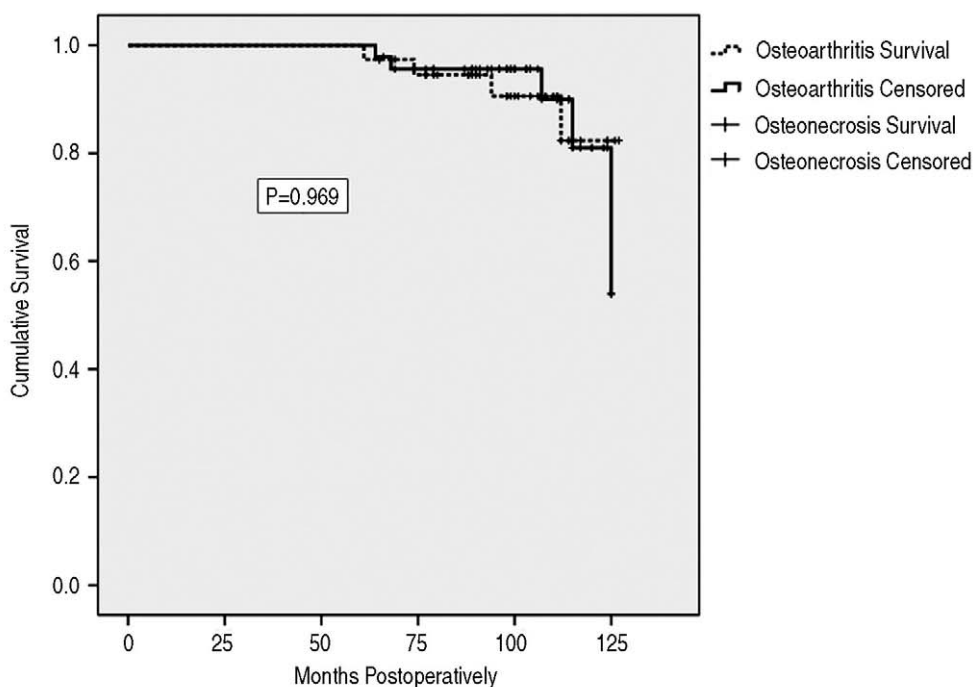 1.0
0.8
0.6
0.4
0.2
0.0
Cumulative Survival
P=0.969
0 25 50 75 100 125
Months Postoperatively
Osteoarthritis Survival
Osteoarthritis Censored
Osteonecrosis Survival
Osteonecrosis Censored